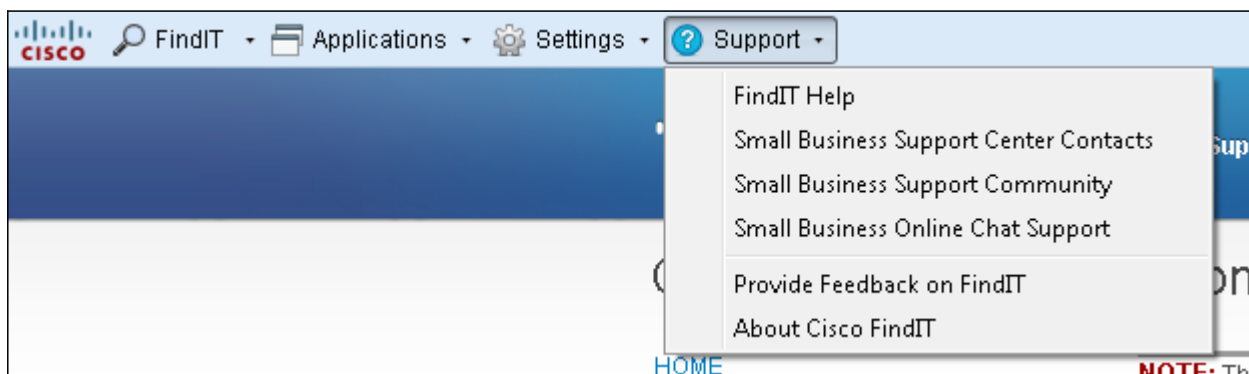 CISCO FindIT Applications Settings ? Support
FindIT Help
Small Business Support Center Contacts
Small Business Support Community
Small Business Online Chat Support
Provide Feedback on FindIT
About Cisco FindIT
HOME
NOTE: Th